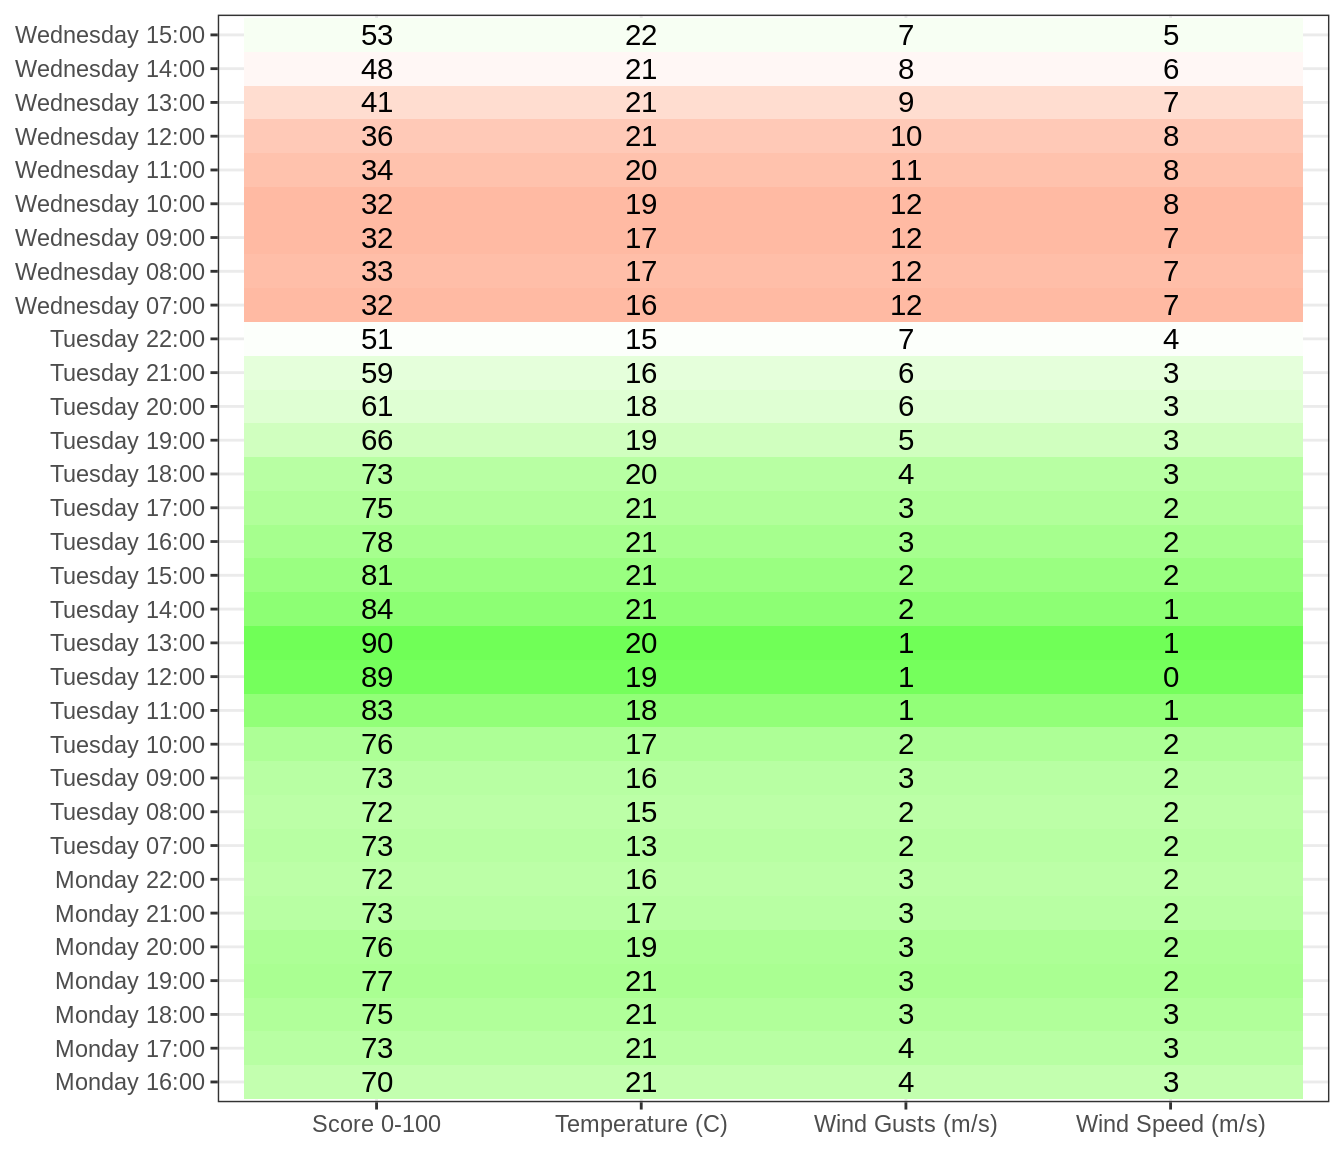 Wednesday 15:00 53 22 7 5
Wednesday 14:00 48 21 8 6
Wednesday 13:00 41 21 9 7
Wednesday 12:00 36 21 10 8
Wednesday 11:00 34 20 11 8
Wednesday 10:00 32 19 12 8
Wednesday 09:00 32 17 12 7
Wednesday 08:00 33 17 12 7
Wednesday 07:00 32 16 12 7
Tuesday 22:00 51 15 7 4
Tuesday 21:00 59 16 6 3
Tuesday 20:00 61 18 6 3
Tuesday 19:00 66 19 5 3
Tuesday 18:00 73 20 4 3
Tuesday 17:00 75 21 3 2
Tuesday 16:00 78 21 3 2
Tuesday 15:00 81 21 2 2
Tuesday 14:00 84 21 2 1
Tuesday 13:00 90 20 1 1
Tuesday 12:00 89 19 1 0
Tuesday 11:00 83 18 1 1
Tuesday 10:00 76 17 2 2
Tuesday 09:00 73 16 3 2
Tuesday 08:00 72 15 2 2
Tuesday 07:00 73 13 2 2
Monday 22:00 72 16 3 2
Monday 21:00 73 17 3 2
Monday 20:00 76 19 3 2
Monday 19:00 77 21 3 2
Monday 18:00 75 21 3 3
Monday 17:00 73 21 4 3
Monday 16:00 70 21 4 3
Score 0-100 Temperature (C) Wind Gusts (m/s) Wind Speed (m/s)